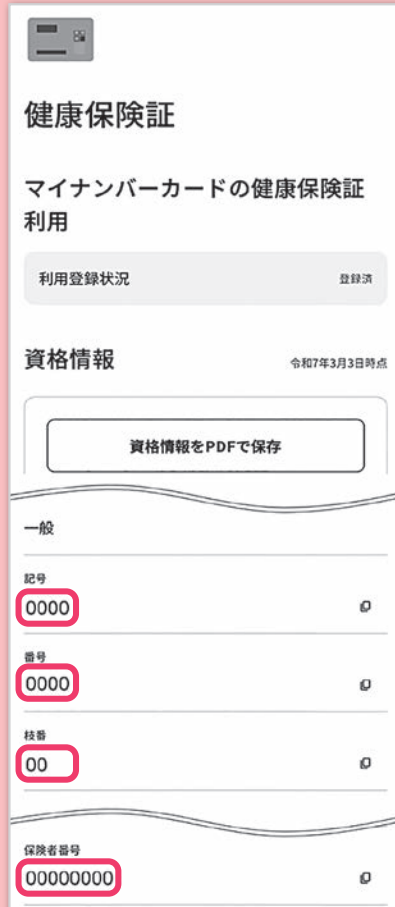 健康保険証
マイナンバーカードの健康保険証
利用
利用登録状況 登録済
資格情報 令和7年3月3日時点
資格情報をPDFで保存
一般
記号
0000
番号
0000
枝番
00
保険者番号
00000000